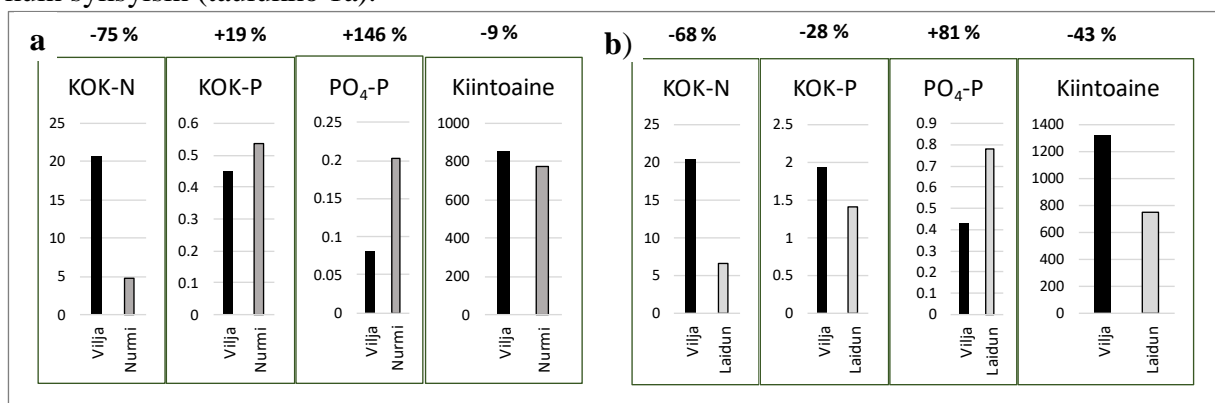 a -75 % +19 % +146 % -9 %
KOK-N KOK-P PO₄-P Kiintoaine
25 0.6 0.25 1000
20 0.5 0.2 800
15 0.4 0.15 600
10 0.3 0.1 400
5 0.2 0.05 200
0 0.1 0 0
0
Vilja Nurmi Vilja Nurmi Vilja Nurmi Vilja Nurmi
b) -68 % -28 % +81 % -43 %
KOK-N KOK-P PO₄-P Kiintoaine
25 2.5 0.9 1400
20 2 0.8 1200
15 1.5 0.7 1000
10 1 0.6 800
5 0.5 0.5 600
0 0 0.4 400
0.3 200
0.2 0
0.1
0
Vilja Laidun Vilja Laidun Vilja Laidun Vilja Laidun